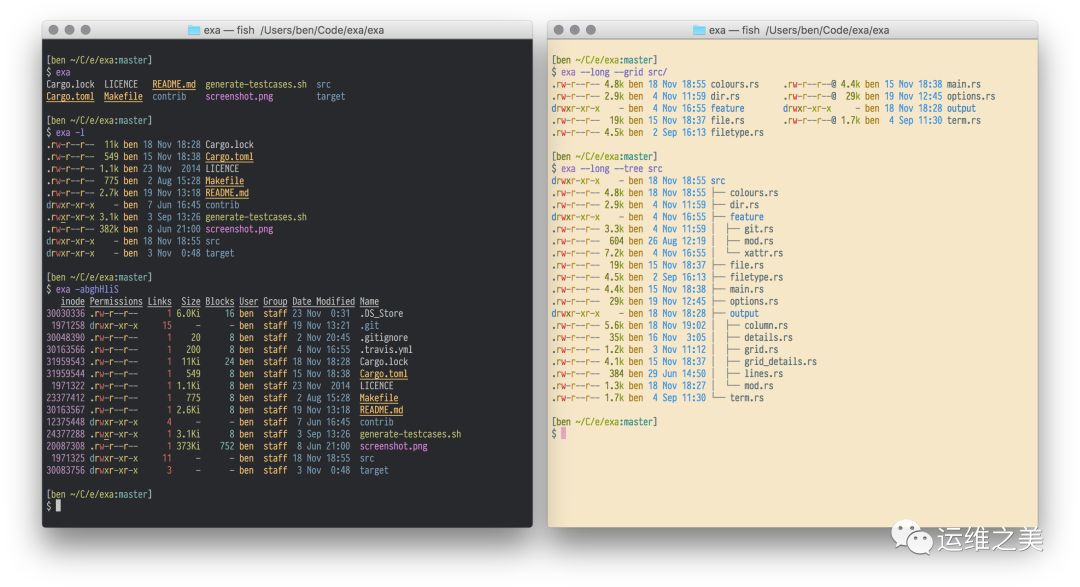 exa — fish  /Users/ben/Code/exa/exa
[ben ~/C/e/exa:master]
$ exa
Cargo.lock  LICENCE   README.md  generate-testcases.sh  src
Cargo.toml  Makefile  contrib    screenshot.png         target
[ben ~/C/e/exa:master]
$ exa -l
.rw-r--r--  11k ben 18 Nov 18:28 Cargo.lock
.rw-r--r--  549 ben 15 Nov 18:38 Cargo.toml
.rw-r--r-- 1.1k ben 23 Nov  2014 LICENCE
.rw-r--r--  775 ben  2 Aug 15:28 Makefile
.rw-r--r-- 2.7k ben 19 Nov 13:18 README.md
drwxr-xr-x    - ben  7 Jun 16:45 contrib
.rwxr-xr-x 3.1k ben  3 Sep 13:26 generate-testcases.sh
.rw-r--r-- 382k ben  8 Jun 21:00 screenshot.png
drwxr-xr-x    - ben 18 Nov 18:55 src
drwxr-xr-x    - ben  3 Nov  0:48 target
[ben ~/C/e/exa:master]
$ exa -abghHliS
inode Permissions Links  Size Blocks User Group Date Modified Name
30030336 .rw-r--r--      1 6.0Ki     16 ben  staff 23 Nov  0:31  .DS_Store
1971258 drwxr-xr-x     15     -      - ben  staff 19 Nov 13:21  .git
30048390 .rw-r--r--      1    20      8 ben  staff  2 Nov 20:45  .gitignore
30163566 .rw-r--r--      1   200      8 ben  staff  4 Nov 16:55  .travis.yml
31959543 .rw-r--r--      1  11Ki     24 ben  staff 18 Nov 18:28  Cargo.lock
31959544 .rw-r--r--      1   549      8 ben  staff 15 Nov 18:38  Cargo.toml
1971322 .rw-r--r--      1 1.1Ki      8 ben  staff 23 Nov  2014  LICENCE
23377412 .rw-r--r--      1   775      8 ben  staff  2 Aug 15:28  Makefile
30163567 .rw-r--r--      1 2.6Ki      8 ben  staff 19 Nov 13:18  README.md
12375448 drwxr-xr-x      4     -      - ben  staff  7 Jun 16:45  contrib
24377288 .rwxr-xr-x      1 3.1Ki      8 ben  staff  3 Sep 13:26  generate-testcases.sh
20087308 .rw-r--r--      1 373Ki    752 ben  staff  8 Jun 21:00  screenshot.png
1971325 drwxr-xr-x     11     -      - ben  staff 18 Nov 18:55  src
30083756 drwxr-xr-x      3     -      - ben  staff  3 Nov  0:48  target
[ben ~/C/e/exa:master]
$
exa — fish  /Users/ben/Code/exa/exa
[ben ~/C/e/exa:master]
$ exa --long --grid src/
.rw-r--r-- 4.8k ben 18 Nov 18:55 colours.rs    .rw-r--r--@ 4.4k ben 15 Nov 18:38 main.rs
.rw-r--r-- 2.9k ben  4 Nov 11:59 dir.rs        .rw-r--r--@  29k ben 19 Nov 12:45 options.rs
drwxr-xr-x    - ben  4 Nov 16:55 feature       drwxr-xr-x     - ben 18 Nov 18:28 output
.rw-r--r--  19k ben 15 Nov 18:37 file.rs       .rw-r--r--@ 1.7k ben  4 Sep 11:30 term.rs
.rw-r--r-- 4.5k ben  2 Sep 16:13 filetype.rs
[ben ~/C/e/exa:master]
$ exa --long --tree src
drwxr-xr-x    - ben 18 Nov 18:55 src
.rw-r--r-- 4.8k ben 18 Nov 18:55 ├── colours.rs
.rw-r--r-- 2.9k ben  4 Nov 11:59 ├── dir.rs
drwxr-xr-x    - ben  4 Nov 16:55 ├── feature
.rw-r--r-- 3.3k ben  4 Nov 11:59 │  ├── git.rs
.rw-r--r--  604 ben 26 Aug 12:19 │  ├── mod.rs
.rw-r--r-- 7.2k ben  4 Nov 16:55 │  └── xattr.rs
.rw-r--r--  19k ben 15 Nov 18:37 ├── file.rs
.rw-r--r-- 4.5k ben  2 Sep 16:13 ├── filetype.rs
.rw-r--r-- 4.4k ben 15 Nov 18:38 ├── main.rs
.rw-r--r--  29k ben 19 Nov 12:45 ├── options.rs
drwxr-xr-x    - ben 18 Nov 18:28 ├── output
.rw-r--r-- 5.6k ben 18 Nov 19:02 │  ├── column.rs
.rw-r--r--  35k ben 16 Nov  3:05 │  ├── details.rs
.rw-r--r-- 1.2k ben  3 Nov 11:12 │  ├── grid.rs
.rw-r--r-- 4.1k ben 15 Nov 18:37 │  ├── grid_details.rs
.rw-r--r--  384 ben 29 Jun 14:50 │  ├── lines.rs
.rw-r--r-- 1.3k ben 18 Nov 18:27 │  └── mod.rs
.rw-r--r-- 1.7k ben  4 Sep 11:30 └── term.rs
[ben ~/C/e/exa:master]
$
运维之美